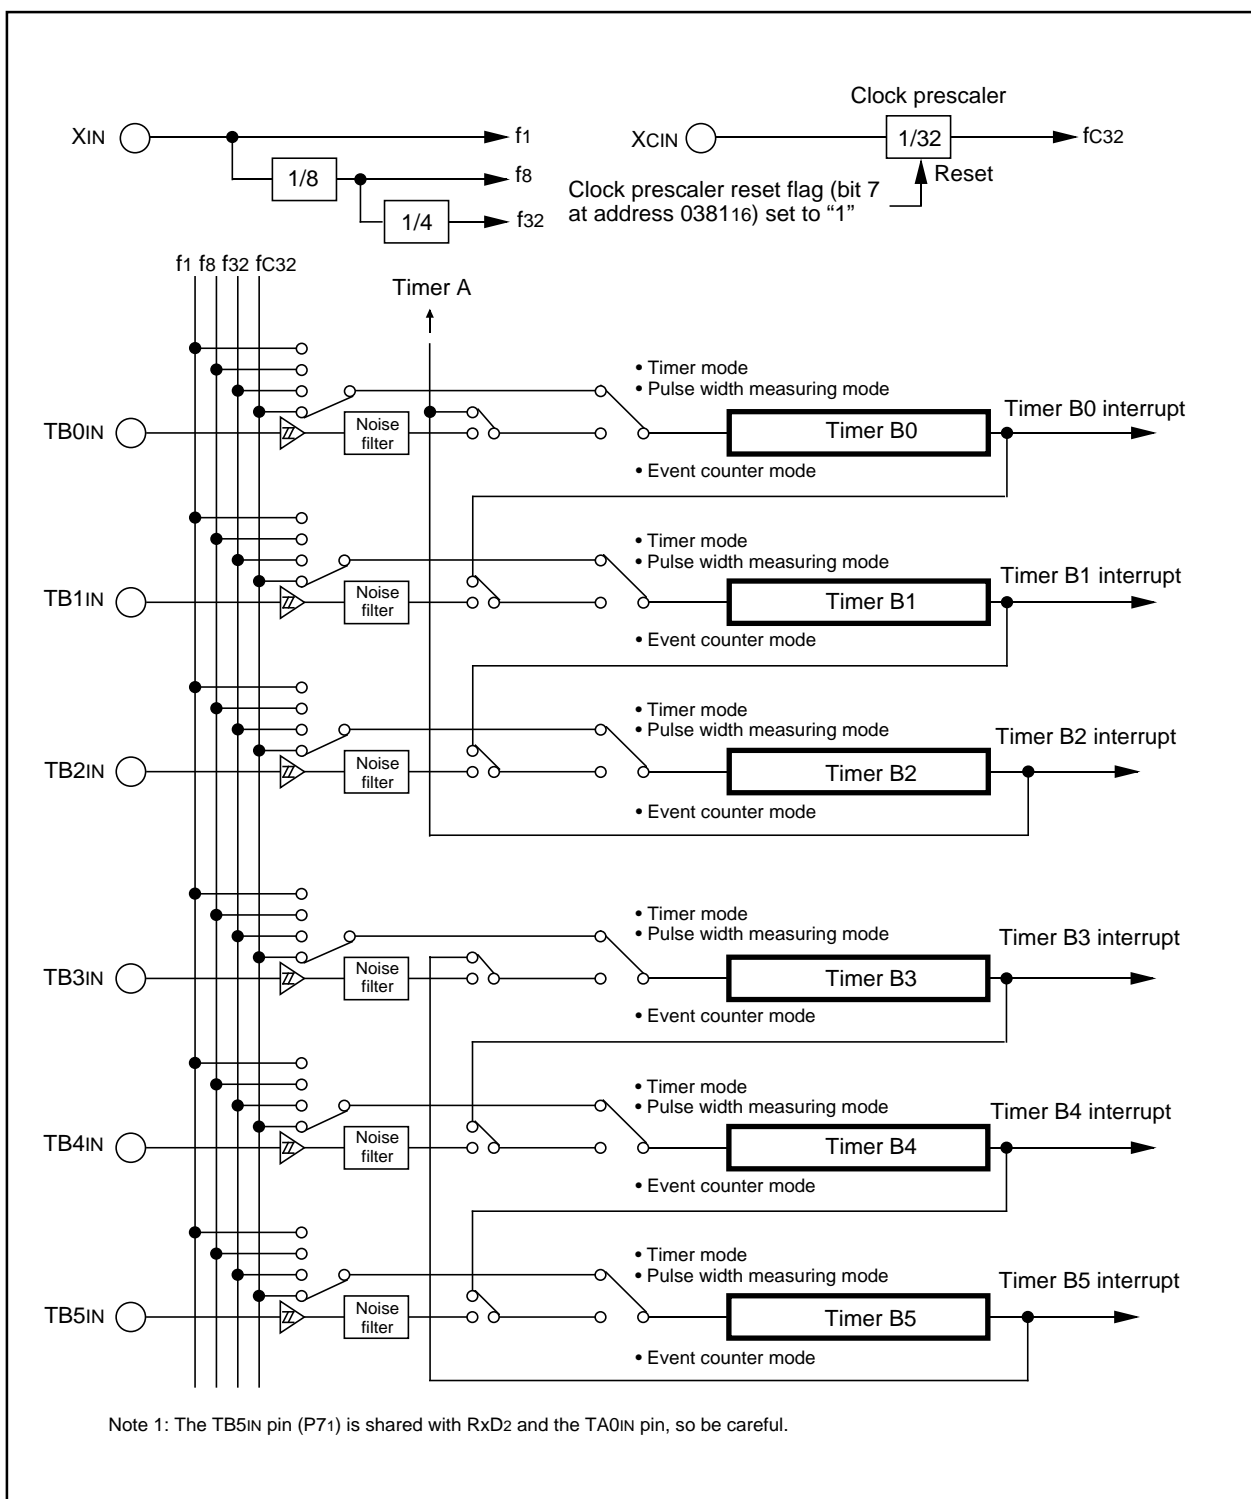 Clock prescaler
XIN
f1
XCIN
1/32
fC32
1/8
f8
Reset
Clock prescaler reset flag (bit 7
at address 038116) set to “1”
1/4
f32
f1 f8 f32 fC32
Timer A
• Timer mode
• Pulse width measuring mode
Timer B0 interrupt
TB0IN
Noise
filter
Timer B0
• Event counter mode
• Timer mode
• Pulse width measuring mode
Timer B1 interrupt
TB1IN
Noise
filter
Timer B1
• Event counter mode
• Timer mode
• Pulse width measuring mode
Timer B2 interrupt
TB2IN
Noise
filter
Timer B2
• Event counter mode
• Timer mode
• Pulse width measuring mode
Timer B3 interrupt
TB3IN
Noise
filter
Timer B3
• Event counter mode
• Timer mode
• Pulse width measuring mode
Timer B4 interrupt
TB4IN
Noise
filter
Timer B4
• Event counter mode
• Timer mode
• Pulse width measuring mode
Timer B5 interrupt
TB5IN
Noise
filter
Timer B5
• Event counter mode
Note 1: The TB5IN pin (P71) is shared with RxD2 and the TA0IN pin, so be careful.